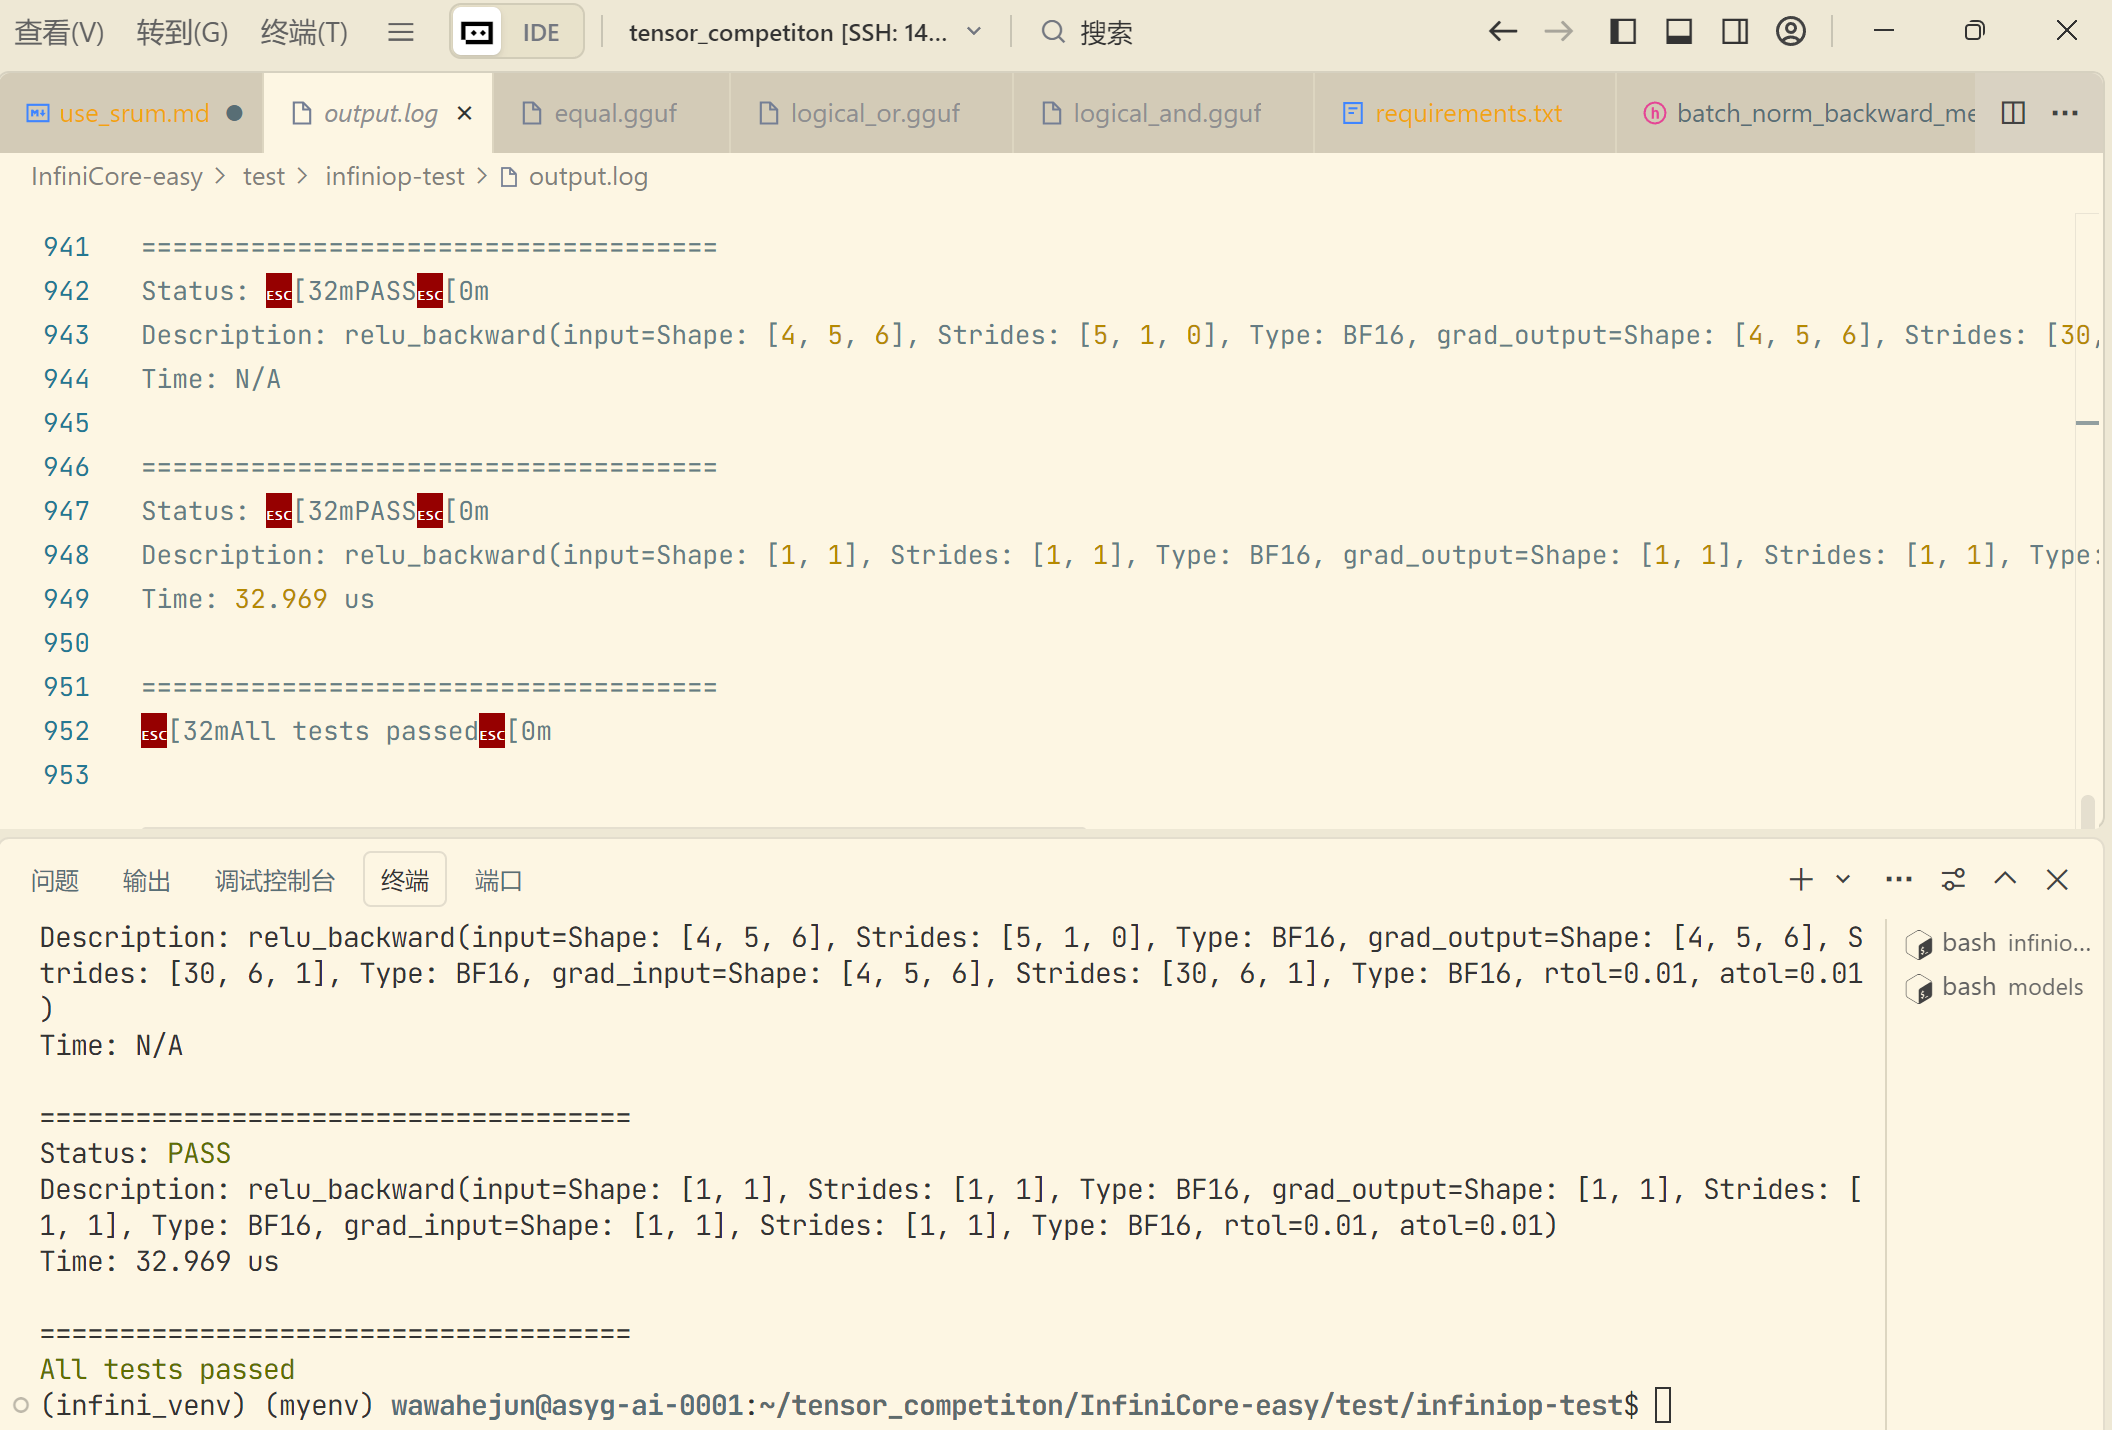 查看(V) 转到(G) 终端(T) IDE tensor_competiton [SSH: 14... 搜索
use_srum.md output.log equal.gguf logical_or.gguf logical_and.gguf requirements.txt batch_norm_backward_me
InfiniCore-easy > test > infiniop-test > output.log
941 =====================================
942 Status: ESC[32mPASSESC[0m
943 Description: relu_backward(input=Shape: [4, 5, 6], Strides: [5, 1, 0], Type: BF16, grad_output=Shape: [4, 5, 6], Strides: [30,
944 Time: N/A
945
946 =====================================
947 Status: ESC[32mPASSESC[0m
948 Description: relu_backward(input=Shape: [1, 1], Strides: [1, 1], Type: BF16, grad_output=Shape: [1, 1], Strides: [1, 1], Type:
949 Time: 32.969 us
950
951 =====================================
952 ESC[32mAll tests passedESC[0m
953
问题 输出 调试控制台 终端 端口
Description: relu_backward(input=Shape: [4, 5, 6], Strides: [5, 1, 0], Type: BF16, grad_output=Shape: [4, 5, 6], S
trides: [30, 6, 1], Type: BF16, grad_input=Shape: [4, 5, 6], Strides: [30, 6, 1], Type: BF16, rtol=0.01, atol=0.01
)
Time: N/A
=====================================
Status: PASS
Description: relu_backward(input=Shape: [1, 1], Strides: [1, 1], Type: BF16, grad_output=Shape: [1, 1], Strides: [
1, 1], Type: BF16, grad_input=Shape: [1, 1], Strides: [1, 1], Type: BF16, rtol=0.01, atol=0.01)
Time: 32.969 us
=====================================
All tests passed
(infini_venv) (myenv) wawahejun@asyg-ai-0001:~/tensor_competiton/InfiniCore-easy/test/infiniop-test$
bash infinio...
bash models